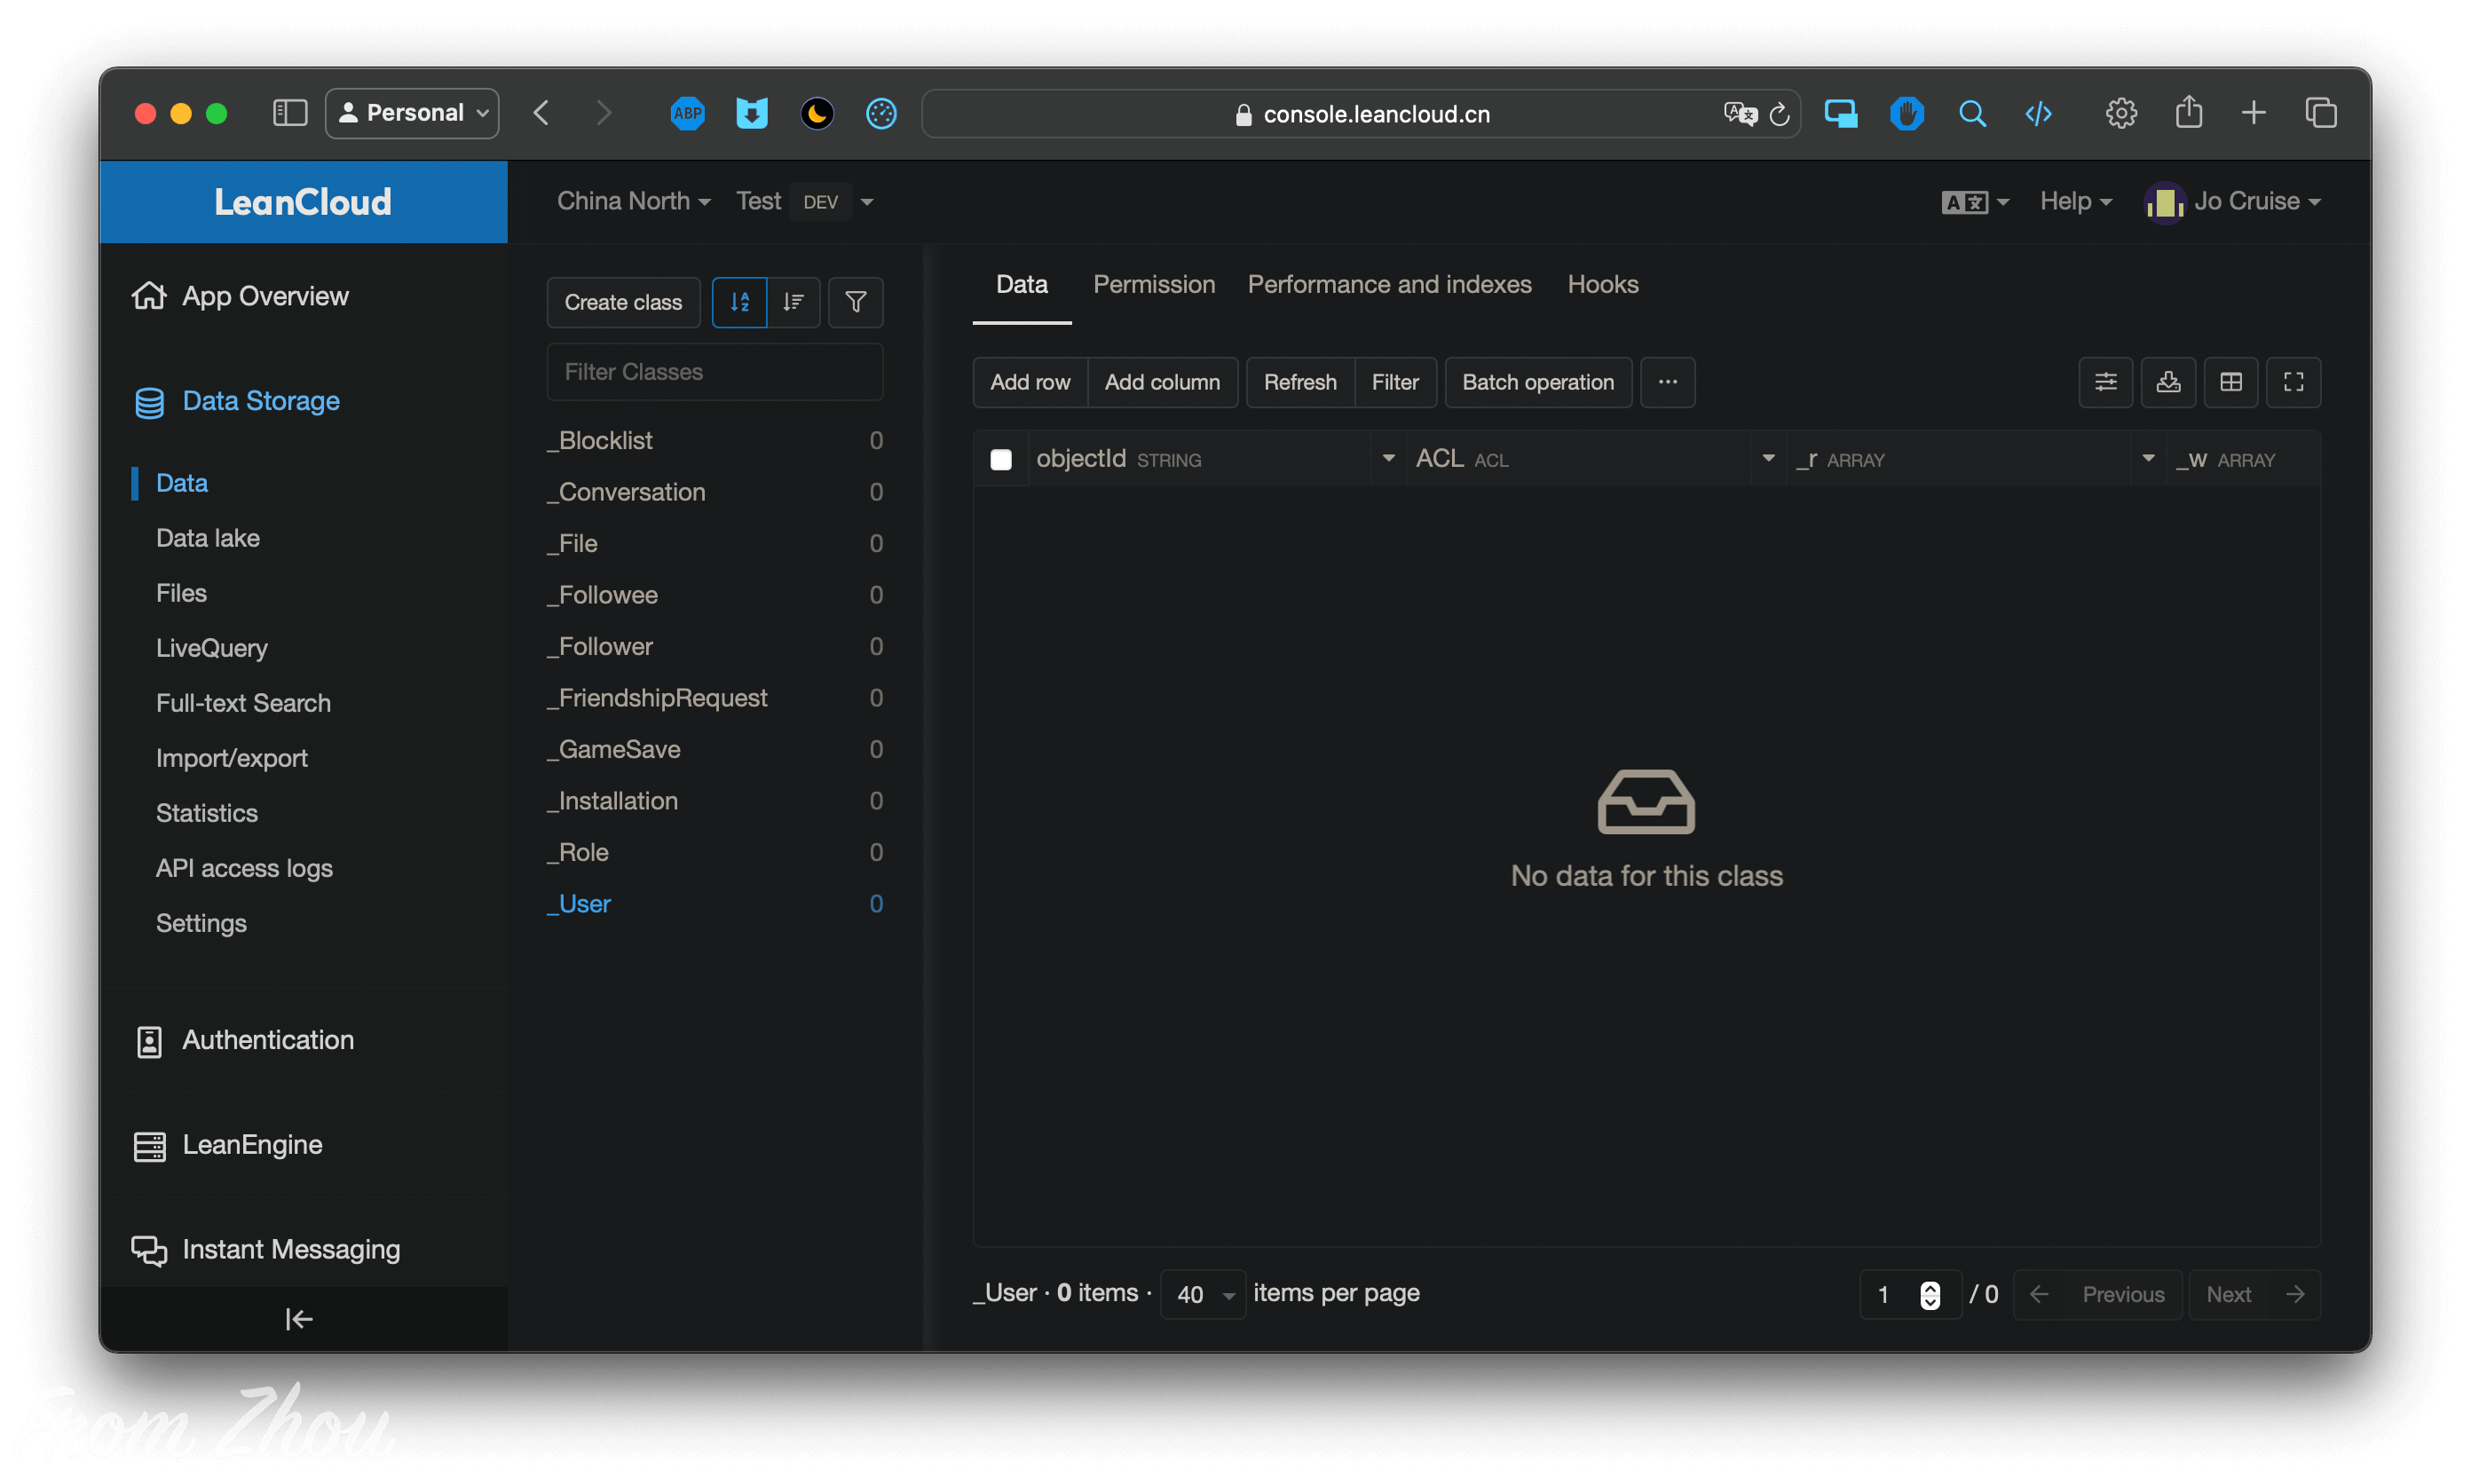 Personal
ABP
console.leancloud.cn
LeanCloud
China North
Test DEV
Help
Jo Cruise
App Overview
Data Storage
Data
Data lake
Files
LiveQuery
Full-text Search
Import/export
Statistics
API access logs
Settings
Authentication
LeanEngine
Instant Messaging
Create class
Filter Classes
_Blocklist 0
_Conversation 0
_File 0
_Followee 0
_Follower 0
_FriendshipRequest 0
_GameSave 0
_Installation 0
_Role 0
_User 0
Data Permission Performance and indexes Hooks
Add row Add column Refresh Filter Batch operation ···
objectId STRING ACL ACL _r ARRAY _w ARRAY
No data for this class
_User · 0 items · 40 items per page
1 / 0 Previous Next
From Zhou